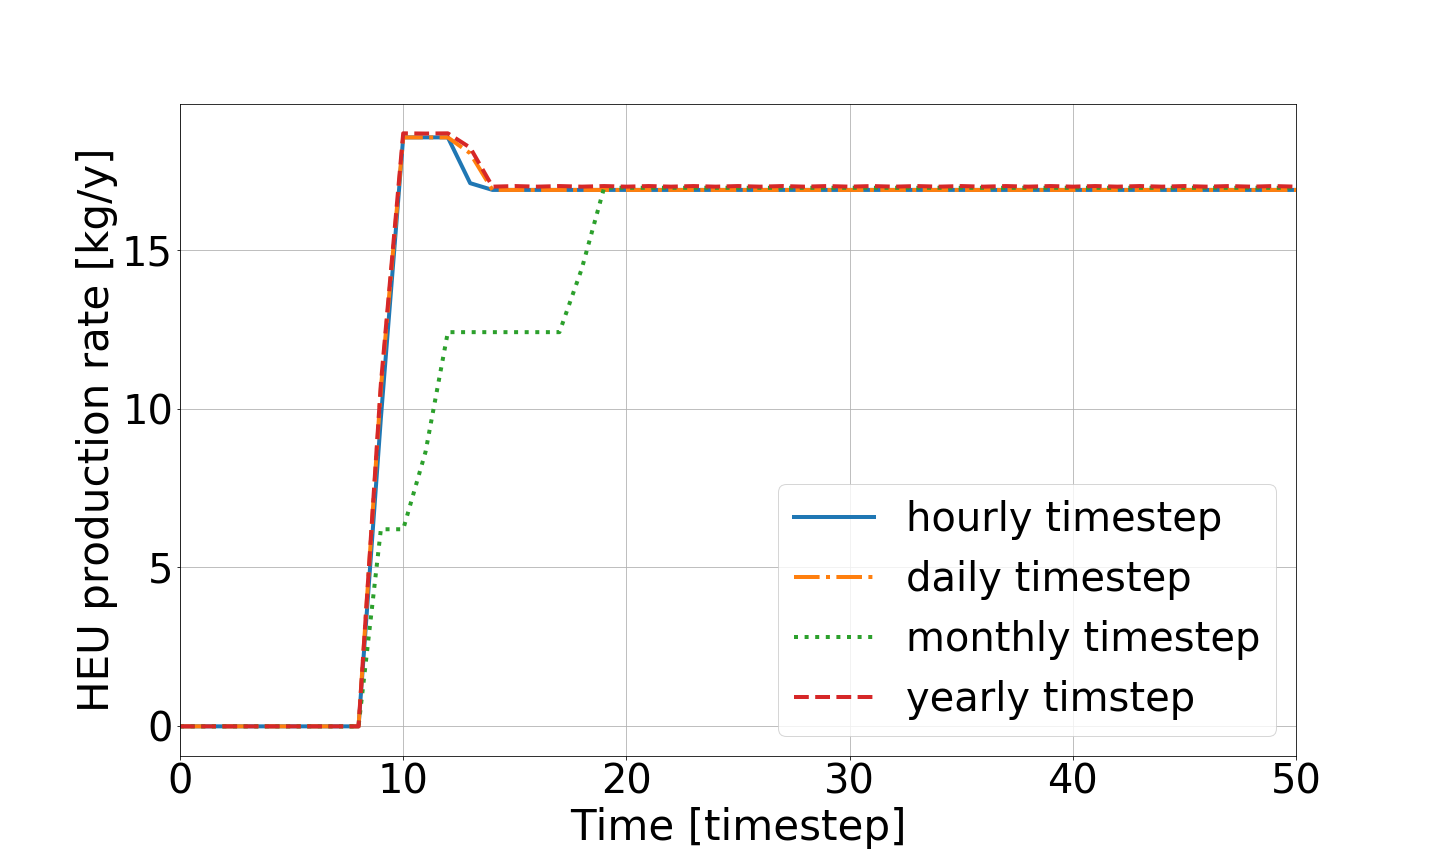 HEU production rate [kg/y]
15
10
5
0
hourly timestep
daily timestep
monthly timestep
yearly timstep
0 10 20 30 40 50
Time [timestep]